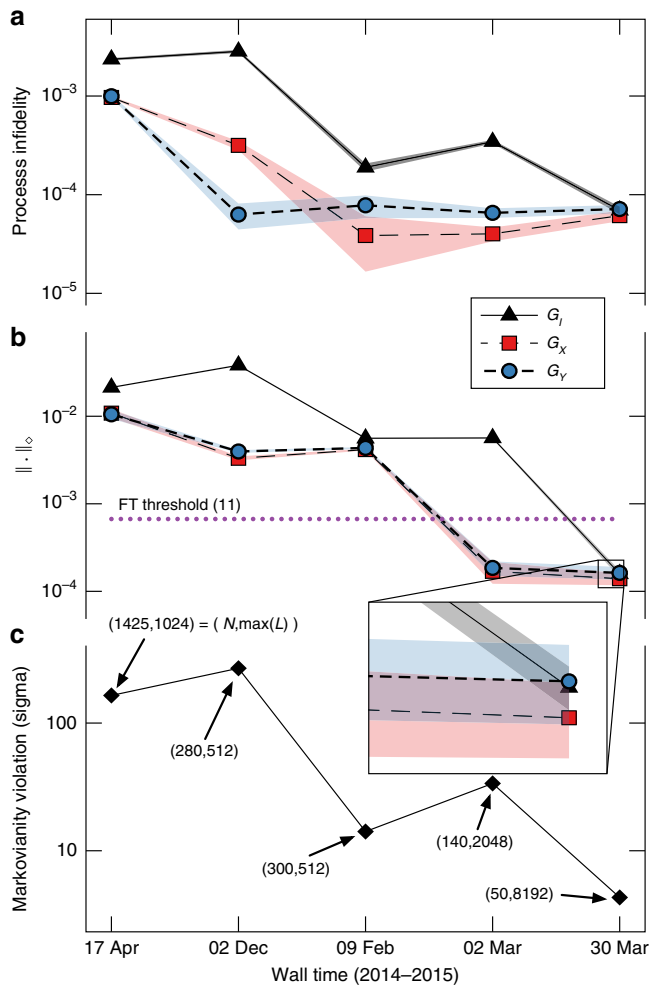 a
10⁻³
10⁻⁴
10⁻⁵
Processs infidelity
G_I
G_X
G_Y
b
10⁻²
10⁻³
10⁻⁴
|| · ||⋄
FT threshold (11)
c
(1425,1024) = ( N,max(L) )
(280,512)
(300,512)
(140,2048)
(50,8192)
100
10
Markovianity violation (sigma)
17 Apr
02 Dec
09 Feb
02 Mar
30 Mar
Wall time (2014–2015)